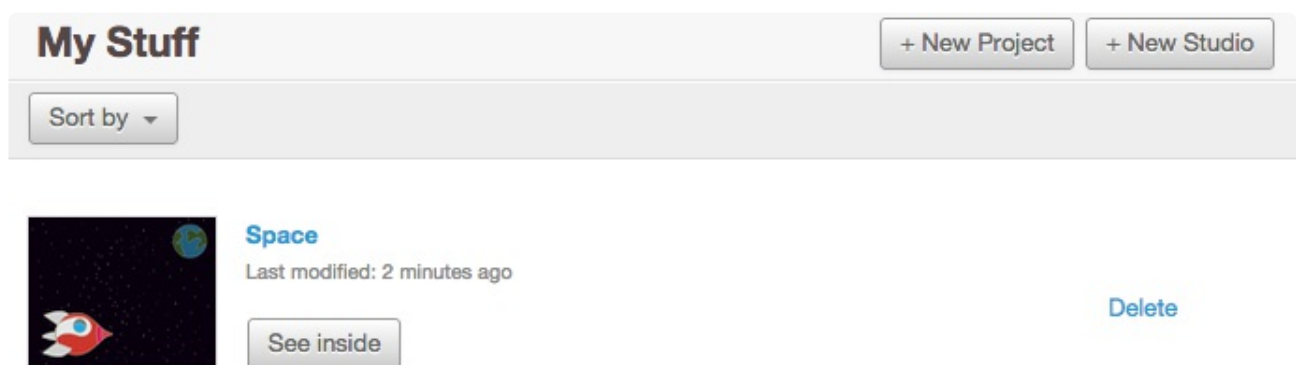 My Stuff
+ New Project
+ New Studio
Sort by
Space
Last modified: 2 minutes ago
Delete
See inside